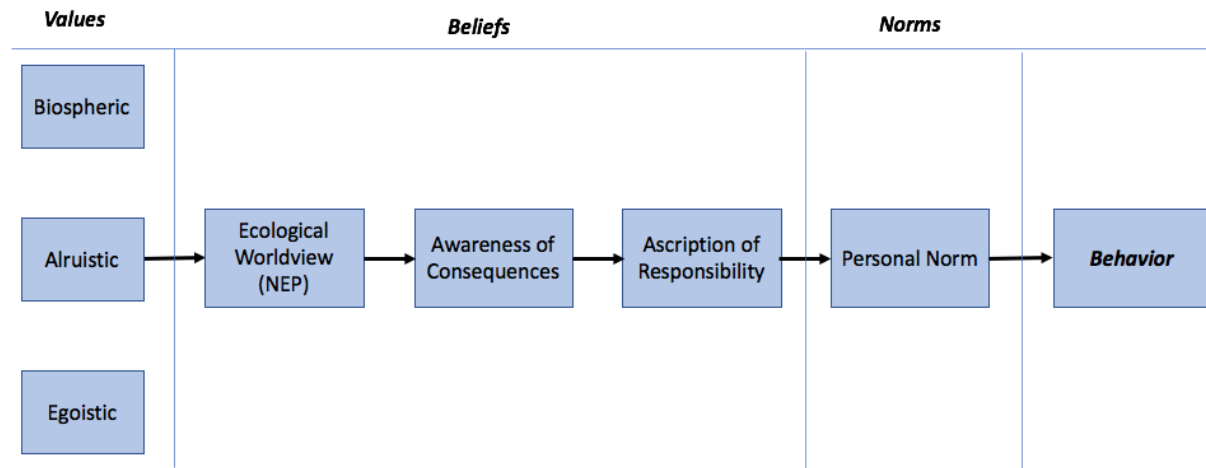 Values
Beliefs
Norms
Biospheric
Alruistic
Ecological
Worldview
(NEP)
Awareness of
Consequences
Ascription of
Responsibility
Personal Norm
Behavior
Egoistic